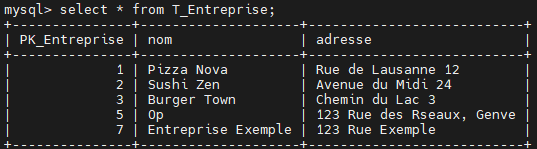 mysql> select * from T_Entreprise;
+---------------+--------------------+--------------------------+
| PK_Entreprise | nom                | adresse                  |
+---------------+--------------------+--------------------------+
|             1 | Pizza Nova         | Rue de Lausanne 12       |
|             2 | Sushi Zen          | Avenue du Midi 24        |
|             3 | Burger Town        | Chemin du Lac 3          |
|             5 | Op                 | 123 Rue des Rseaux, Genve |
|             7 | Entreprise Exemple | 123 Rue Exemple          |
+---------------+--------------------+--------------------------+